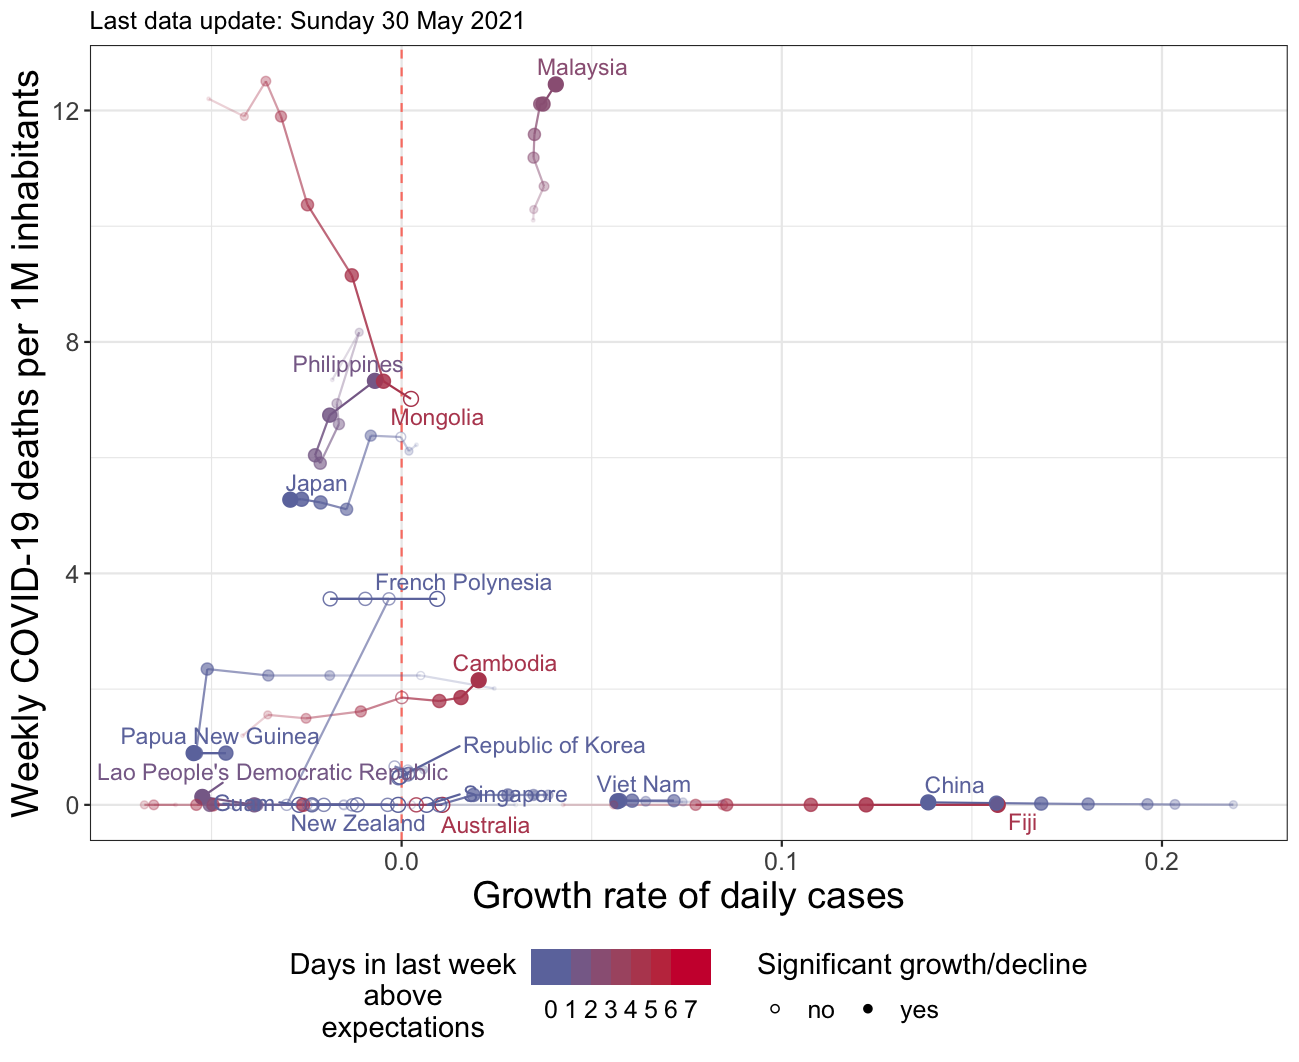 Last data update: Sunday 30 May 2021
Weekly COVID-19 deaths per 1M inhabitants
12
8
4
0
Malaysia
Philippines
Mongolia
Japan
French Polynesia
Cambodia
Papua New Guinea
Republic of Korea
Lao People's Democratic Republic
Viet Nam
China
Guam
Singapore
New Zealand
Australia
Fiji
0.0
0.1
0.2
Growth rate of daily cases
Days in last week
above
expectations
0 1 2 3 4 5 6 7
Significant growth/decline
no
yes